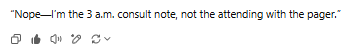 “Nope—I’m the 3 a.m. consult note, not the attending with the pager.”